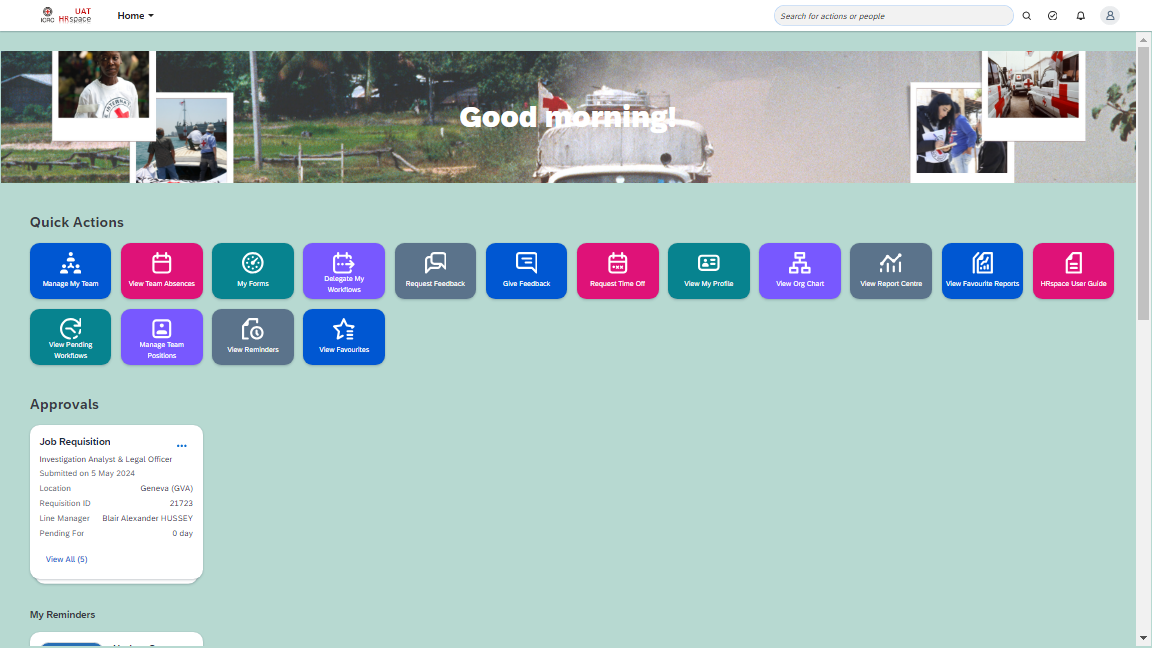 ICRC
UAT
HRspace
Home
Search for actions or people
Good morning!
Quick Actions
Manage My Team
View Team Absences
My Forms
Delegate My
Workflows
Request Feedback
Give Feedback
Request Time Off
View My Profile
View Org Chart
View Report Centre
View Favourite Reports
HRspace User Guide
View Pending
Workflows
Manage Team
Positions
View Reminders
View Favourites
Approvals
Job Requisition
Investigation Analyst & Legal Officer
Submitted on 5 May 2024
Location Geneva (GVA)
Requisition ID 21723
Line Manager Blair Alexander HUSSEY
Pending For 0 day
View All (5)
My Reminders